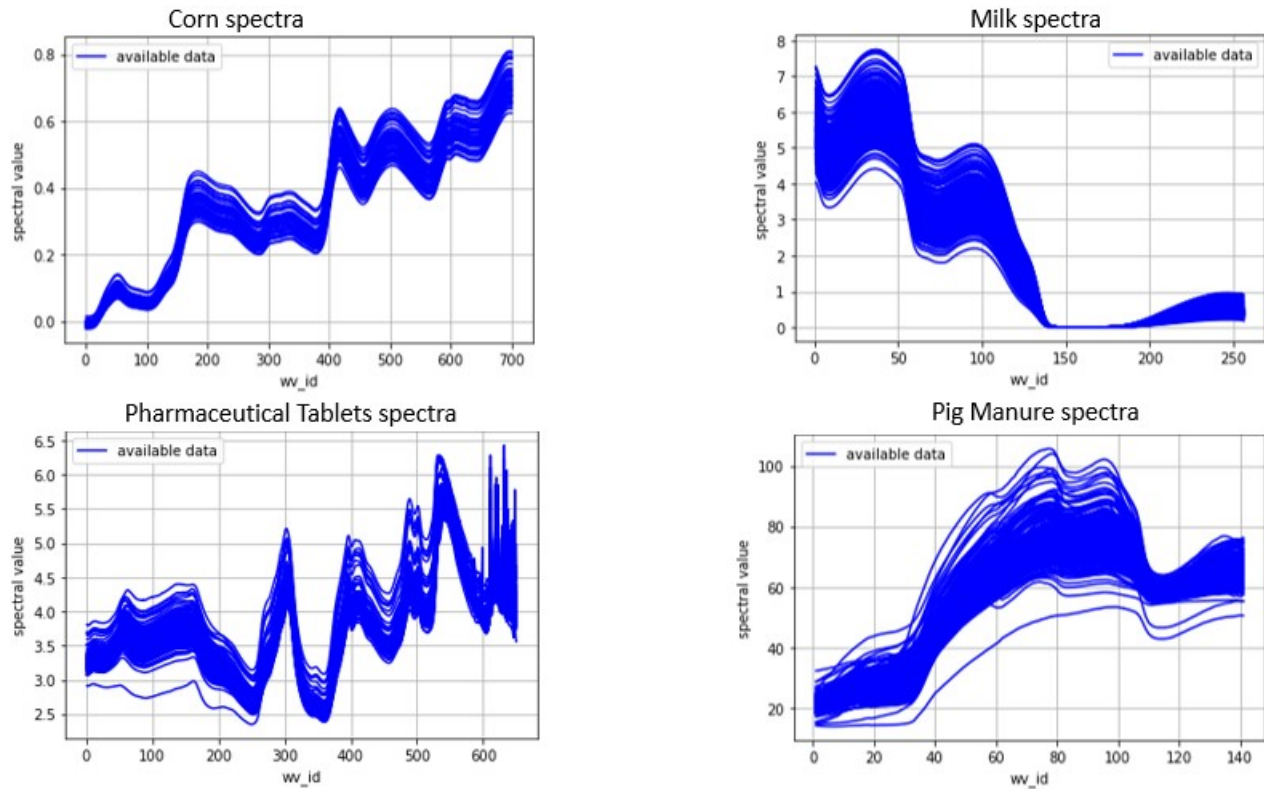 Corn spectra
available data
0.8
0.6
0.4
0.2
0.0
spectral value
0 100 200 300 400 500 600 700
wv_id
Milk spectra
available data
8
7
6
5
4
3
2
1
0
spectral value
0 50 100 150 200 250
wv_id
Pharmaceutical Tablets spectra
available data
6.5
6.0
5.5
5.0
4.5
4.0
3.5
3.0
2.5
spectral value
0 100 200 300 400 500 600
wv_id
Pig Manure spectra
available data
100
80
60
40
20
spectral value
0 20 40 60 80 100 120 140
wv_id